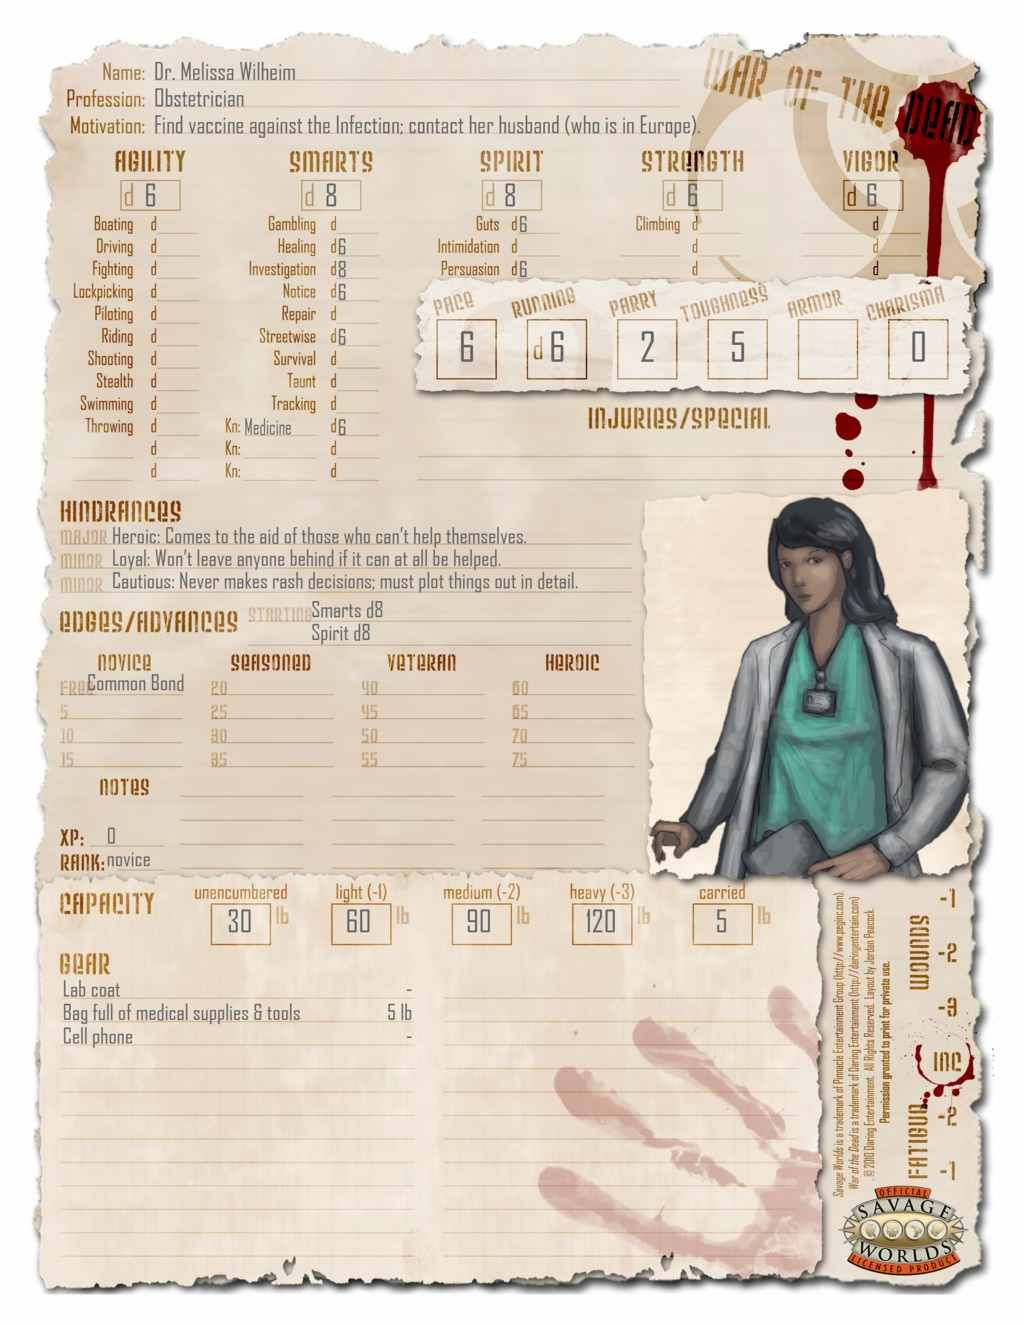 Name: Dr. Melissa Wilheim
Profession: Obstetrician
Motivation: Find vaccine against the Infection; contact her husband (who is in Europe).
WAR OF THE DEAD
AGILITY
d 6
Boating d
Driving d
Fighting d
Lockpicking d
Piloting d
Riding d
Shooting d
Stealth d
Swimming d
Throwing d
d
d
SMARTS
d 8
Gambling d
Healing d6
Investigation d8
Notice d6
Repair d
Streetwise d6
Survival d
Taunt d
Tracking d
Kn: Medicine d6
Kn: d
Kn: d
SPIRIT
d 8
Guts d6
Intimidation d
Persuasion d6
STRENGTH
d 6
Climbing d
d
d
VIGOR
d 6
d
d
d
PACE RUNNING PARRY TOUGHNESS ARMOR CHARISMA
6 d6 2 5 0
INJURIES/SPECIAL
HINDRANCES
MAJOR Heroic: Comes to the aid of those who can't help themselves.
MINOR Loyal: Won't leave anyone behind if it can at all be helped.
MINOR Cautious: Never makes rash decisions; must plot things out in detail.
EDGES/ADVANCES STARTING Smarts d8
Spirit d8
NOVICE SEASONED VETERAN HEROIC
FREE Common Bond 20 40 60
5 25 45 65
10 30 50 70
15 35 55 75
NOTES
XP: 0
RANK: novice
CAPACITY
unencumbered light (-1) medium (-2) heavy (-3) carried
30 lb 60 lb 90 lb 120 lb 5 lb
GEAR
Lab coat -
Bag full of medical supplies & tools 5 lb
Cell phone -
Savage Worlds is a trademark of Pinnacle Entertainment Group (http://www.peginc.com).
War of the Dead is a trademark of Daring Entertainment (http://daringentertain.com)
© 2010 Daring Entertainment. All Rights Reserved. Layout by Jordan Peacock
Permission granted to print for private use.
WOUNDS
-1
-2
-3
INC
FATIGUE
-2
-1
OFFICIAL
SAVAGE
WORLDS
LICENSED PRODUCT